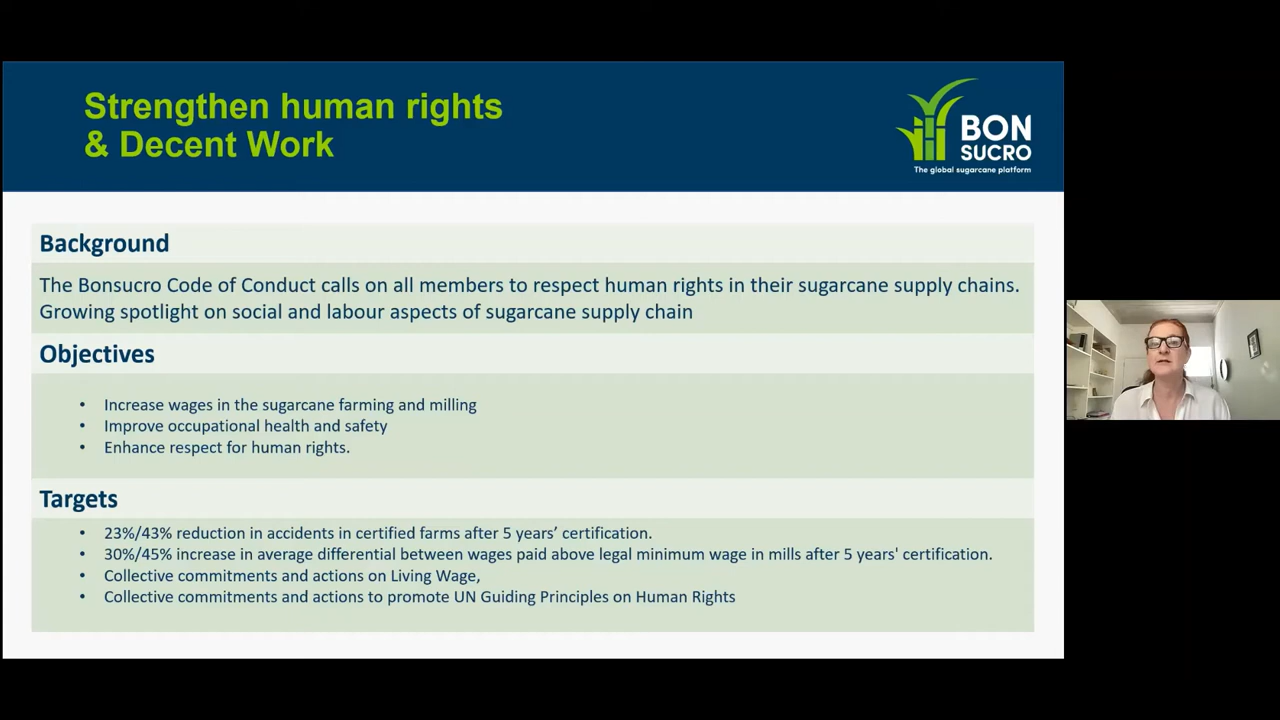 Strengthen human rights
& Decent Work
BON
SUCRO
The global sugarcane platform
Background
The Bonsucro Code of Conduct calls on all members to respect human rights in their sugarcane supply chains.
Growing spotlight on social and labour aspects of sugarcane supply chain
Objectives
• Increase wages in the sugarcane farming and milling
• Improve occupational health and safety
• Enhance respect for human rights.
Targets
• 23%/43% reduction in accidents in certified farms after 5 years’ certification.
• 30%/45% increase in average differential between wages paid above legal minimum wage in mills after 5 years' certification.
• Collective commitments and actions on Living Wage,
• Collective commitments and actions to promote UN Guiding Principles on Human Rights